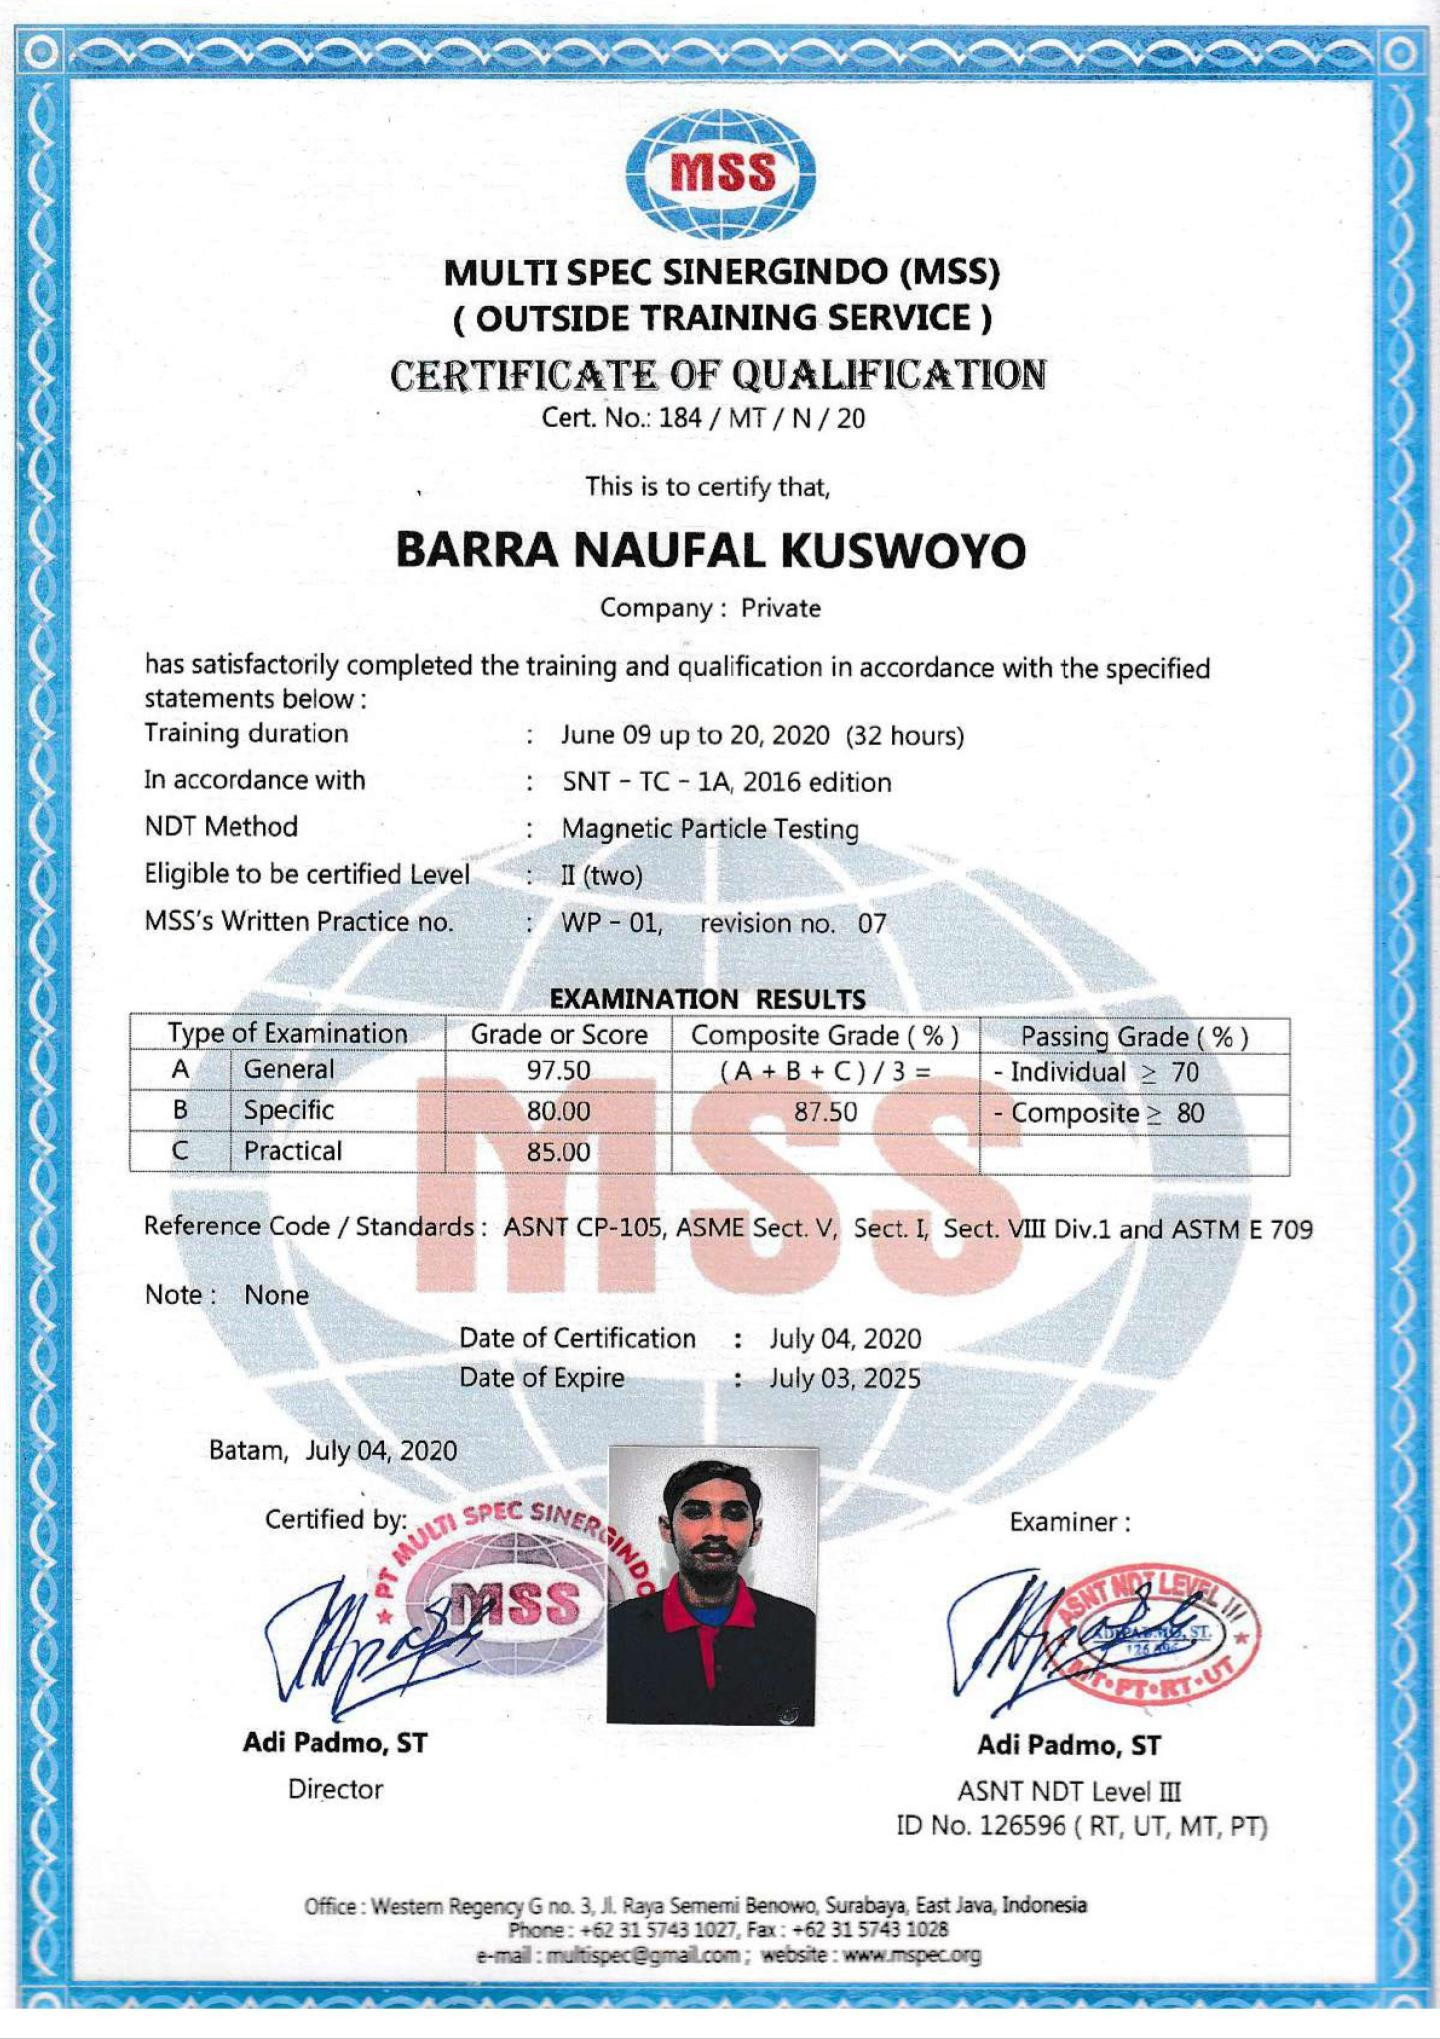 MSS
MULTI SPEC SINERGINDO (MSS)
( OUTSIDE TRAINING SERVICE )
CERTIFICATE OF QUALIFICATION
Cert. No.: 184 / MT / N / 20
This is to certify that,
BARRA NAUFAL KUSWOYO
Company : Private
has satisfactorily completed the training and qualification in accordance with the specified
statements below :
Training duration : June 09 up to 20, 2020 (32 hours)
In accordance with : SNT – TC – 1A, 2016 edition
NDT Method : Magnetic Particle Testing
Eligible to be certified Level : II (two)
MSS's Written Practice no. : WP – 01, revision no. 07
EXAMINATION RESULTS
Type of Examination Grade or Score Composite Grade ( % ) Passing Grade ( % )
A General 97.50 ( A + B + C ) / 3 = - Individual ≥ 70
B Specific 80.00 87.50 - Composite ≥ 80
C Practical 85.00
MSS
Reference Code / Standards : ASNT CP-105, ASME Sect. V, Sect. I, Sect. VIII Div.1 and ASTM E 709
Note : None
Date of Certification : July 04, 2020
Date of Expire : July 03, 2025
Batam, July 04, 2020
Certified by:
PT MULTI SPEC SINERGINDO
MSS
Examiner :
ASNT NDT LEVEL III
ADI PADMO, ST.
126596
MT•PT•RT•UT
Adi Padmo, ST
Director
Adi Padmo, ST
ASNT NDT Level III
ID No. 126596 ( RT, UT, MT, PT)
Office : Western Regency G no. 3, Jl. Raya Sememi Benowo, Surabaya, East Java, Indonesia
Phone : +62 31 5743 1027, Fax : +62 31 5743 1028
e-mail : multispec@gmail.com ; website : www.mspec.org